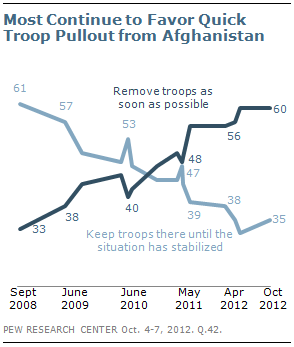 Most Continue to Favor Quick
Troop Pullout from Afghanistan
61
Remove troops as
soon as possible
57
53
60
56
48
47
33
38
40
39
38
35
Keep troops there until the
situation has stabilized
Sept
2008
June
2009
June
2010
May
2011
Apr
2012
Oct
2012
PEW RESEARCH CENTER Oct. 4-7, 2012. Q.42.